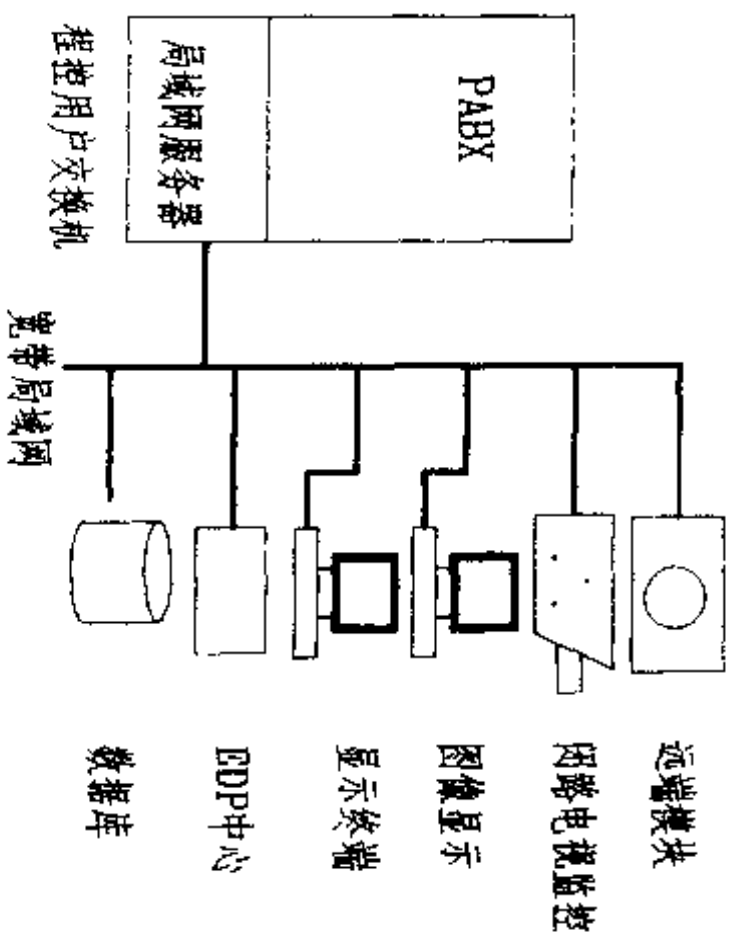 PABX
局域网服务器
程控用户交换机
宽带局域网
远端模块
闭路电视监控
图像显示
显示终端
EDP中心
数据库